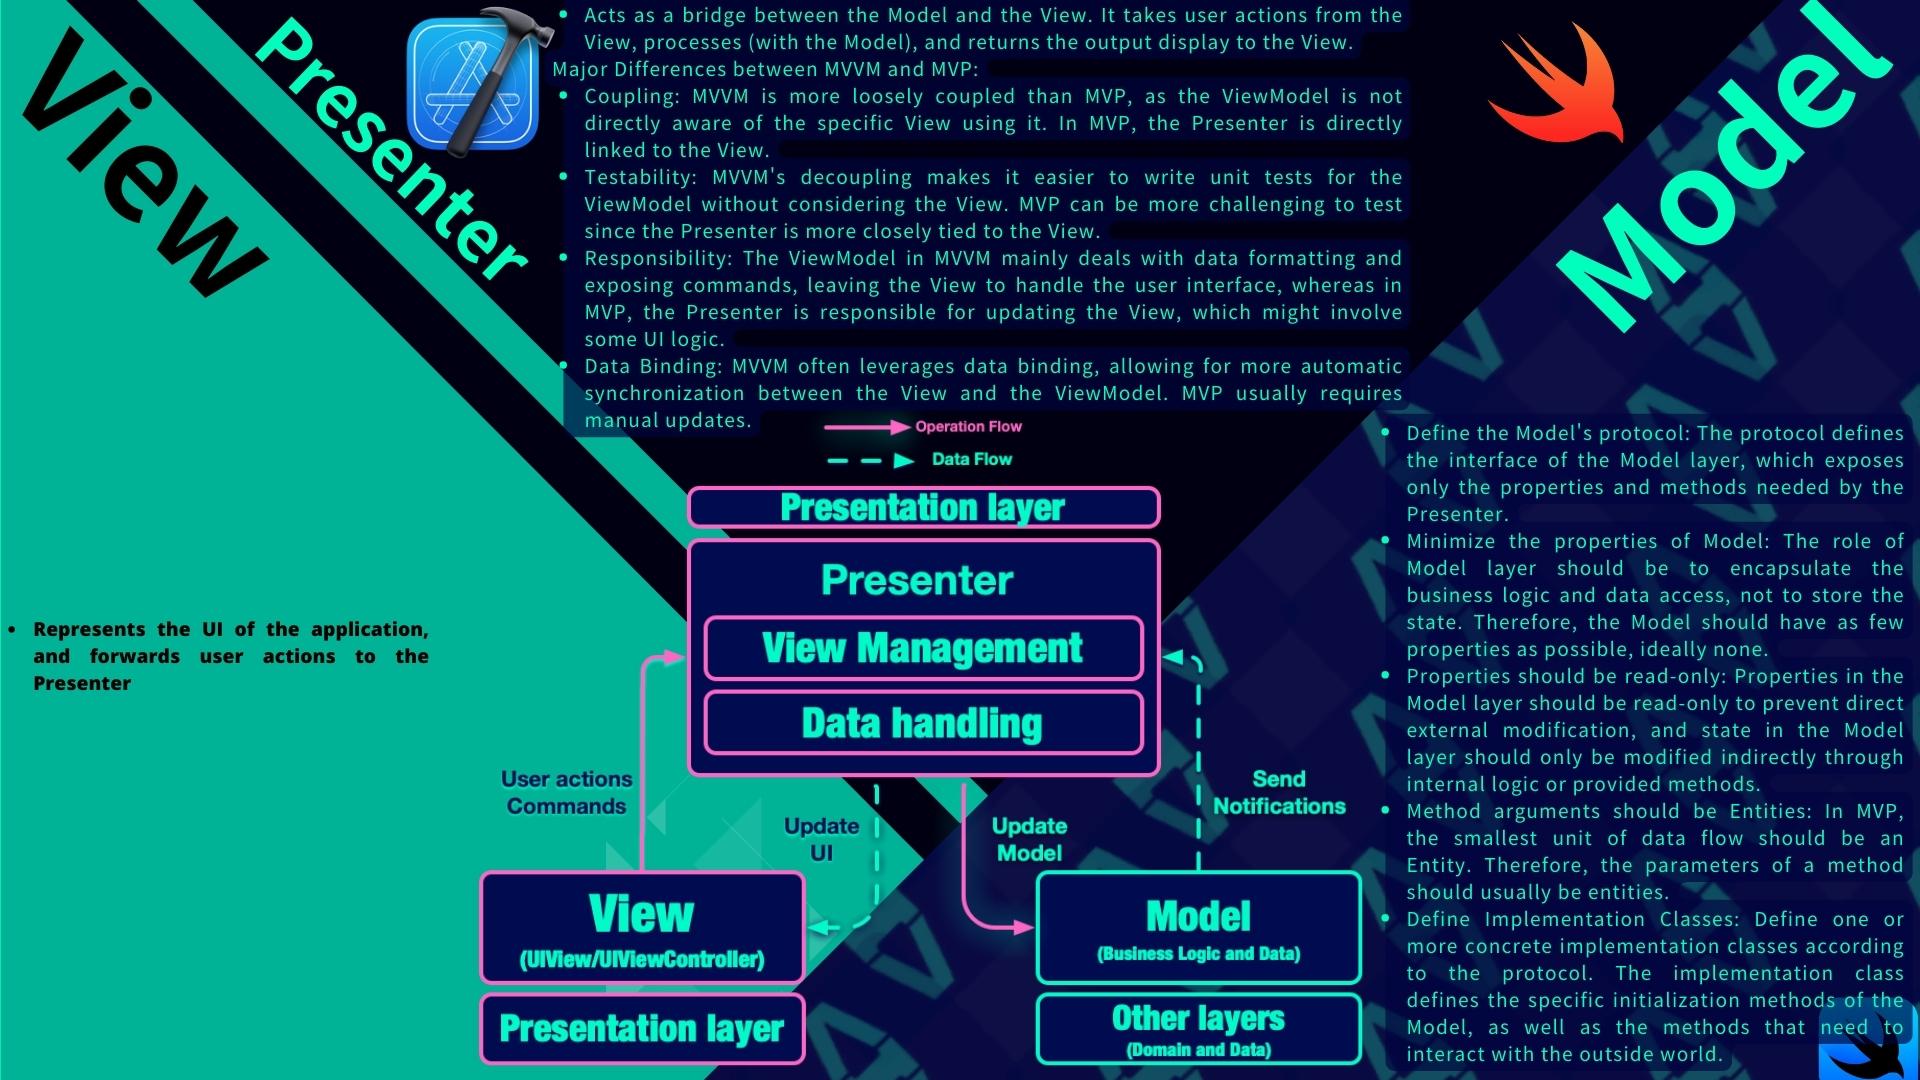 View
Presenter
Model
• Acts as a bridge between the Model and the View. It takes user actions from the
View, processes (with the Model), and returns the output display to the View.
Major Differences between MVVM and MVP:
• Coupling: MVVM is more loosely coupled than MVP, as the ViewModel is not
directly aware of the specific View using it. In MVP, the Presenter is directly
linked to the View.
• Testability: MVVM's decoupling makes it easier to write unit tests for the
ViewModel without considering the View. MVP can be more challenging to test
since the Presenter is more closely tied to the View.
• Responsibility: The ViewModel in MVVM mainly deals with data formatting and
exposing commands, leaving the View to handle the user interface, whereas in
MVP, the Presenter is responsible for updating the View, which might involve
some UI logic.
• Data Binding: MVVM often leverages data binding, allowing for more automatic
synchronization between the View and the ViewModel. MVP usually requires
manual updates.
Operation Flow
Data Flow
Presentation layer
Presenter
View Management
Data handling
• Represents the UI of the application,
and forwards user actions to the
Presenter
User actions
Commands
Update
UI
Update
Model
Send
Notifications
View
(UIView/UIViewController)
Presentation layer
Model
(Business Logic and Data)
Other layers
(Domain and Data)
• Define the Model's protocol: The protocol defines
the interface of the Model layer, which exposes
only the properties and methods needed by the
Presenter.
• Minimize the properties of Model: The role of
Model layer should be to encapsulate the
business logic and data access, not to store the
state. Therefore, the Model should have as few
properties as possible, ideally none.
• Properties should be read-only: Properties in the
Model layer should be read-only to prevent direct
external modification, and state in the Model
layer should only be modified indirectly through
internal logic or provided methods.
• Method arguments should be Entities: In MVP,
the smallest unit of data flow should be an
Entity. Therefore, the parameters of a method
should usually be entities.
• Define Implementation Classes: Define one or
more concrete implementation classes according
to the protocol. The implementation class
defines the specific initialization methods of the
Model, as well as the methods that need to
interact with the outside world.